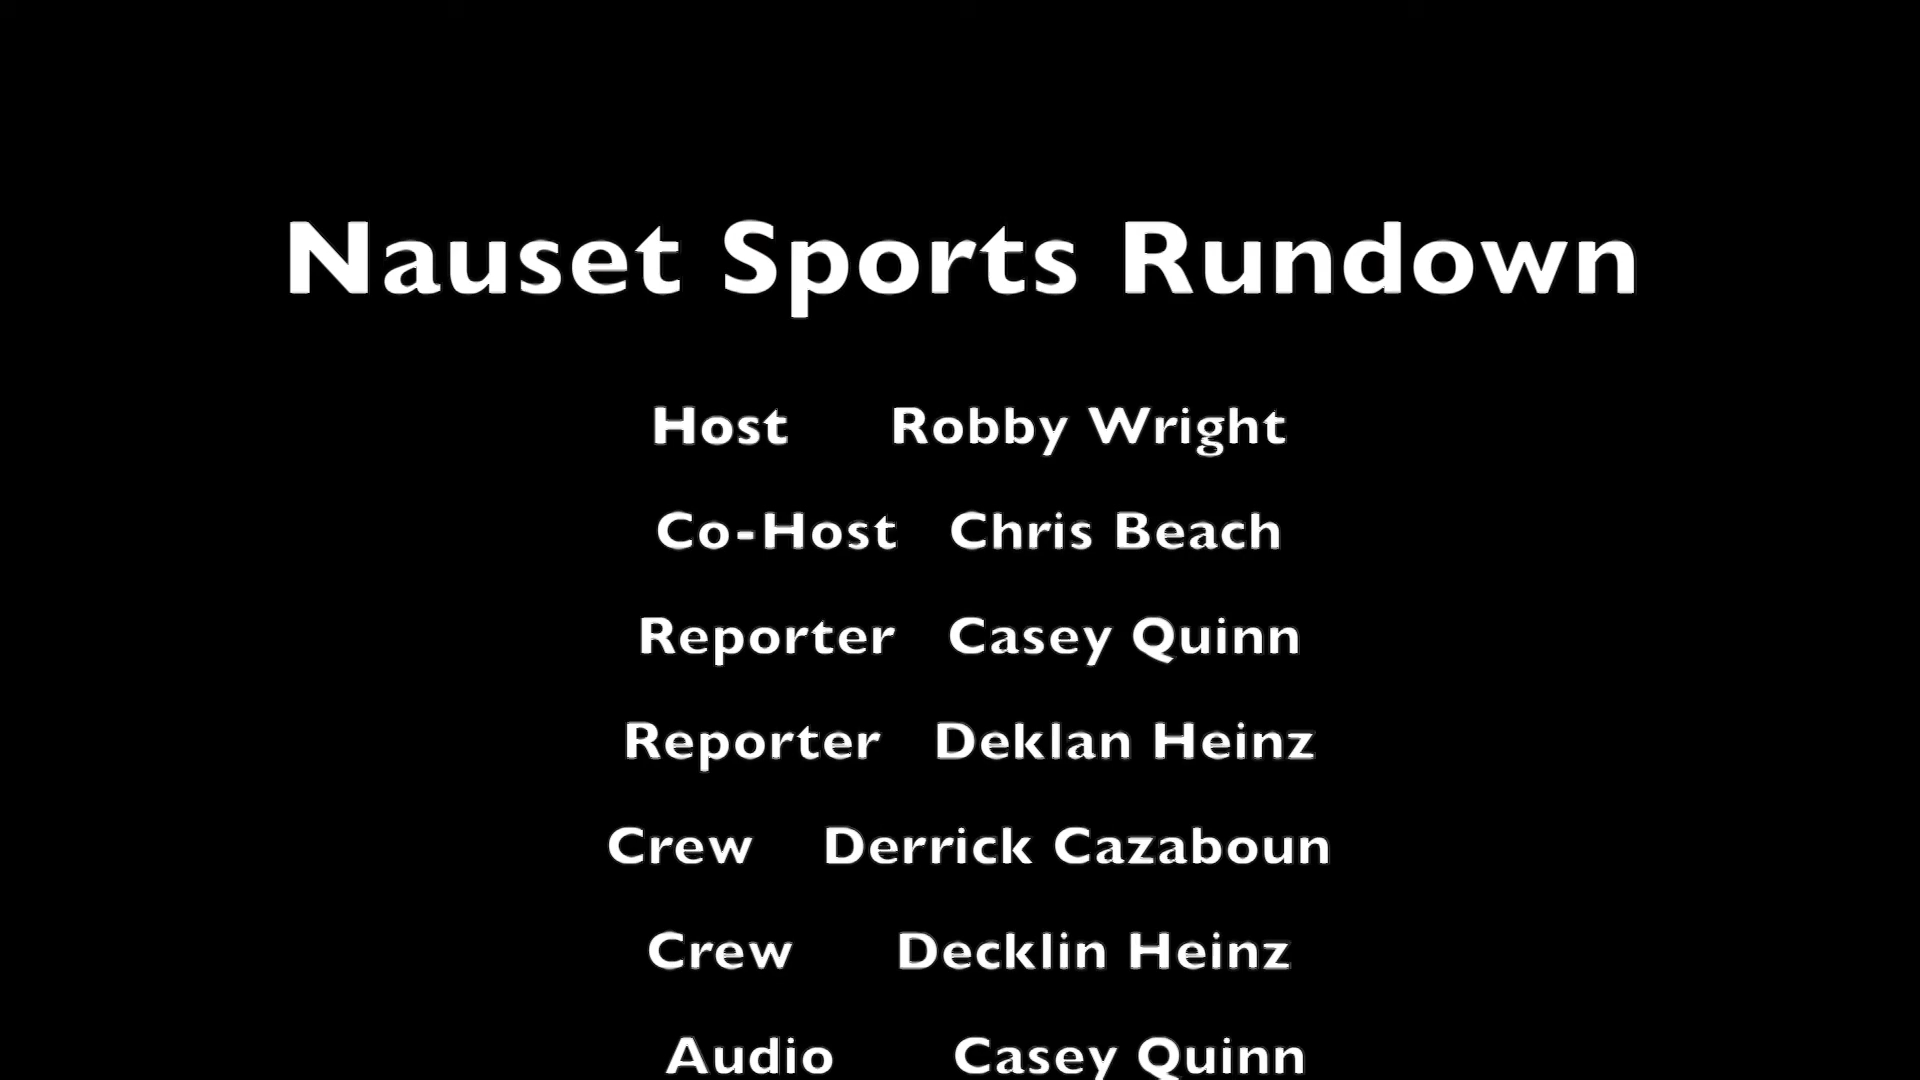 Nauset Sports Rundown
Host Robby Wright
Co-Host Chris Beach
Reporter Casey Quinn
Reporter Deklan Heinz
Crew Derrick Cazaboun
Crew Decklin Heinz
Audio Casey Quinn